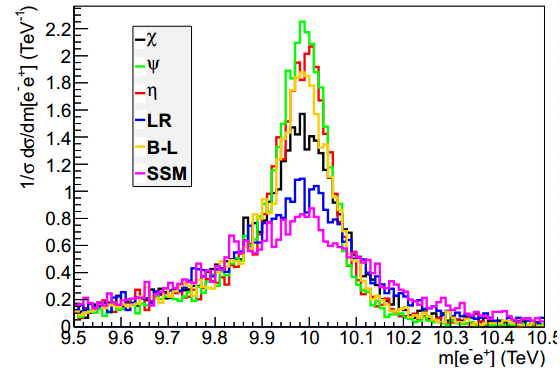 1/σ dσ/dm[e⁻e⁺] (TeV⁻¹)
2.2
2
1.8
1.6
1.4
1.2
1
0.8
0.6
0.4
0.2
0
χ
ψ
η
LR
B-L
SSM
9.5 9.6 9.7 9.8 9.9 10 10.1 10.2 10.3 10.4 10.5
m[e⁻e⁺] (TeV)